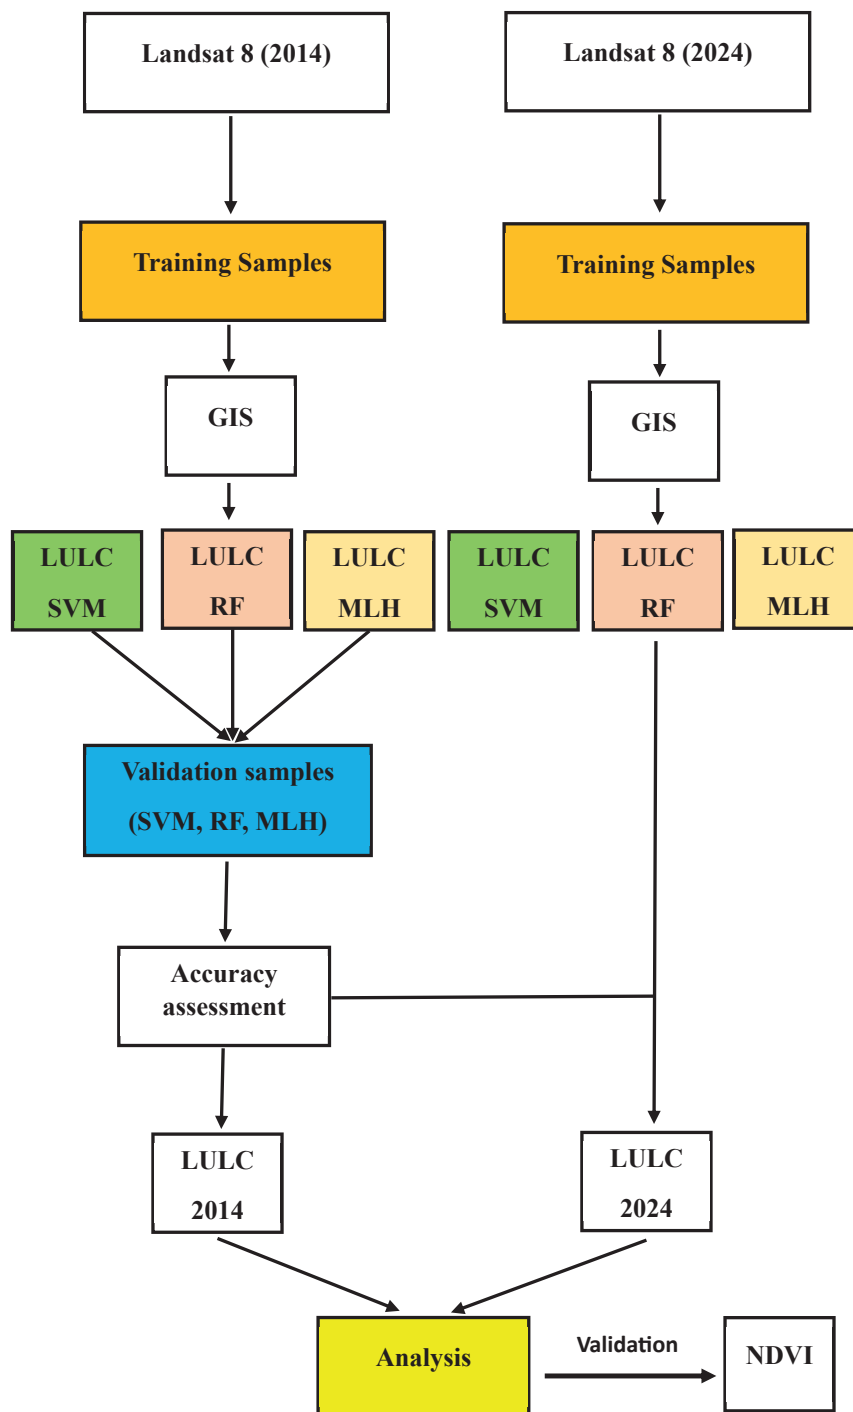 Landsat 8 (2014)
Landsat 8 (2024)
Training Samples
Training Samples
GIS
GIS
LULC
SVM
LULC
RF
LULC
MLH
LULC
SVM
LULC
RF
LULC
MLH
Validation samples
(SVM, RF, MLH)
Accuracy
assessment
LULC
2014
LULC
2024
Analysis
Validation
NDVI